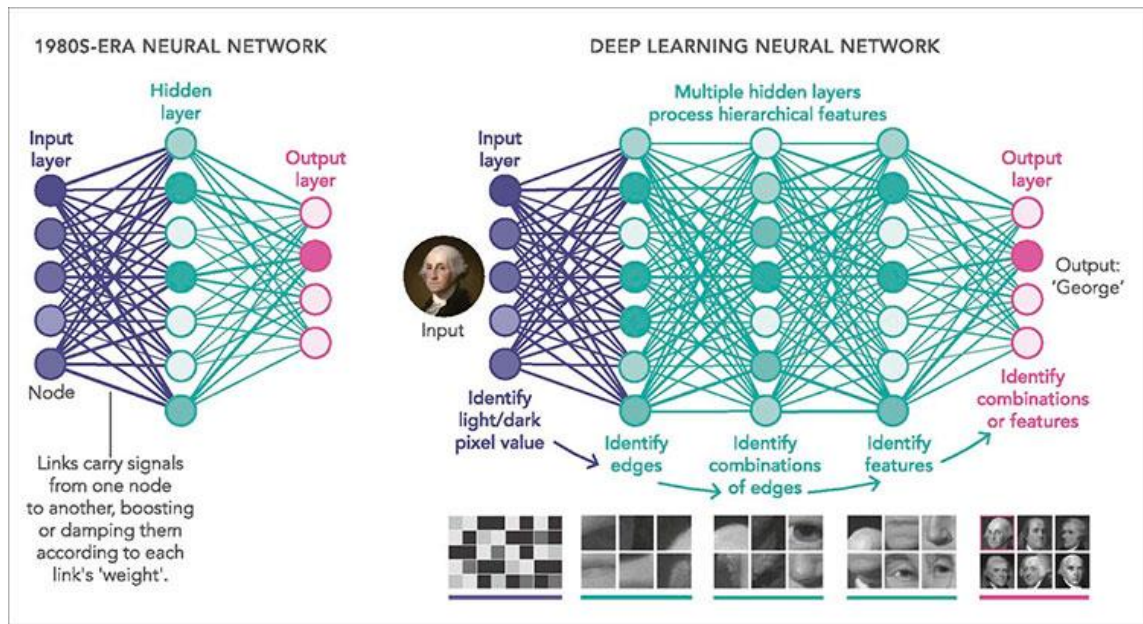 1980S-ERA NEURAL NETWORK
Hidden
layer
Input
layer
Output
layer
Node
Links carry signals
from one node
to another, boosting
or damping them
according to each
link's 'weight'.
DEEP LEARNING NEURAL NETWORK
Multiple hidden layers
process hierarchical features
Input
layer
Output
layer
Input
Output:
'George'
Identify
light/dark
pixel value
Identify
edges
Identify
combinations
of edges
Identify
features
Identify
combinations
or features